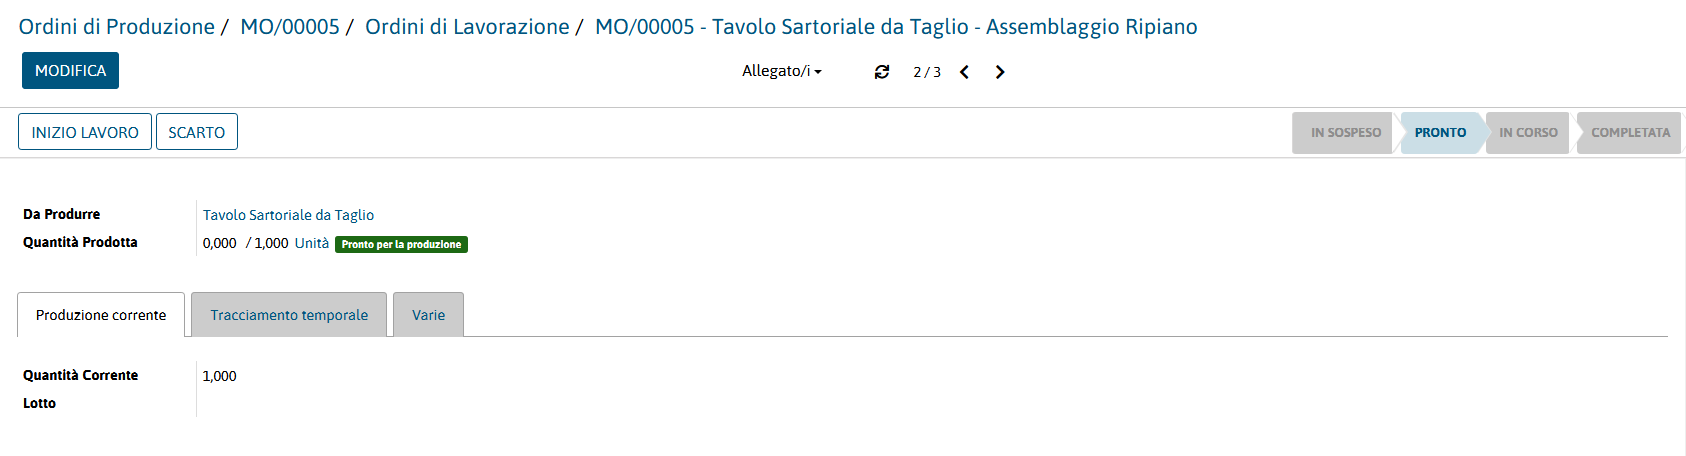 Ordini di Produzione / MO/00005 / Ordini di Lavorazione / MO/00005 - Tavolo Sartoriale da Taglio - Assemblaggio Ripiano
MODIFICA Allegato/i 2 / 3
INIZIO LAVORO SCARTO IN SOSPESO PRONTO IN CORSO COMPLETATA
Da Produrre Tavolo Sartoriale da Taglio
Quantità Prodotta 0,000 / 1,000 Unità Pronto per la produzione
Produzione corrente Tracciamento temporale Varie
Quantità Corrente 1,000
Lotto